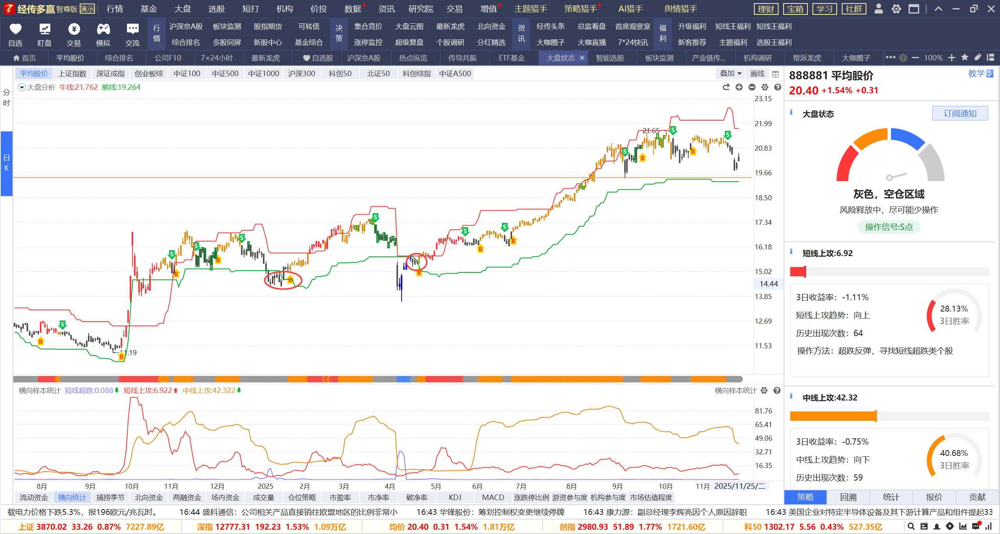 经传多赢 智尊版 演示 行情 基金 大盘 选股 短打 机构 价投 数据 资讯 研究院 交易 增值 主题猎手 策略猎手 AI猎手 舆情猎手 理财 宝箱 学习 社群
自选 盯盘 交易 模拟 交流
行情 沪深京A股 板块监测 股指期货 可转债
综合排名 多股同屏 新股中心 基金综合
决策 集合竞价 大盘云图 最新龙虎 北向资金
涨停监控 超级复盘 个股调研 分红精选
资讯 经传头条 总监看盘 首席观察室
大咖圈子 大咖直播 7*24快讯
福利 升级福利 短线王福利 短线王福利
新客推荐 主题福利 选股王福利
首页 平均股价 综合排名 公司F10 7×24小时 最新龙虎 自选股 沪深京A股 热点纵览 传导共振 ETF基金 大盘状态 智能选股 板块监测 产业链传... 机构调研 帮派龙虎 大咖圈子 100%
分时
日K
平均股价 上证指数 深证成指 创业板综 中证100 中证500 中证1000 沪深300 科创50 北证50 科创综指 中证A500 叠加 画线
大盘分析 牛线:21.762 熊线:19.264
23.15
21.99
20.83
19.66
18.50
17.34
16.18
15.02
14.44
13.85
12.69
11.53
21.65
11.19
S S S S S S S S S S
B B B B B B B B B
横向样本统计 短线超跌:0.088 短线上攻:6.922 中线上攻:42.322 横向样本统计
81.76
65.41
49.06
32.71
16.35
8月 9月 10月 11月 12月 2025 2月 3月 4月 5月 6月 7月 8月 9月 10月 11月 2025/11/25/二
流动资金 横向统计 捕捞季节 北向资金 两融资金 场内资金 成交量 仓位策略 市盈率 市净率 破净率 KDJ MACD 涨跌停比例 游资参与度 机构参与度 市场估值程度
888881 平均股价 教学
20.40 +1.54% +0.31
大盘状态 订阅通知
灰色，空仓区域
风险释放中，尽可能少操作
操作信号:S点
短线上攻:6.92
3日收益率：-1.11%
短线上攻趋势：向上
历史出现次数：64
操作方法：超跌反弹，寻找短线超跌类个股
28.13%
3日胜率
中线上攻:42.32
3日收益率：-0.75%
中线上攻趋势：向下
历史出现次数：59
40.68%
3日胜率
策略 回溯 统计 报价 贡献
载电力价格下跌5.3%，报196欧元/兆瓦时。 16:44 盛科通信：公司相关产品直接销往欧盟地区的比例非常小 16:43 华锋股份：筹划控制权变更继续停牌 16:43 康力源：副总经理李辉亮因个人原因辞职 16:43 美国企业对特定半导体设备及其下游计算产品和组件提起33
上证 3870.02 33.26 0.87% 7227.89亿 深指 12777.31 192.23 1.53% 1.09万亿 均价 20.40 0.31 1.54% 1.81万亿 创指 2980.93 51.89 1.77% 1721.60亿 科50 1302.17 5.56 0.43% 527.35亿